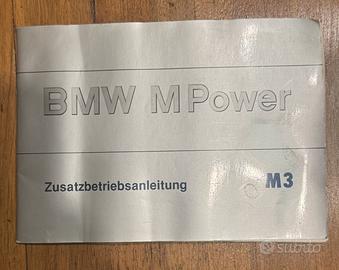 BMW M Power
Zusatzbetriebsanleitung M3
subito